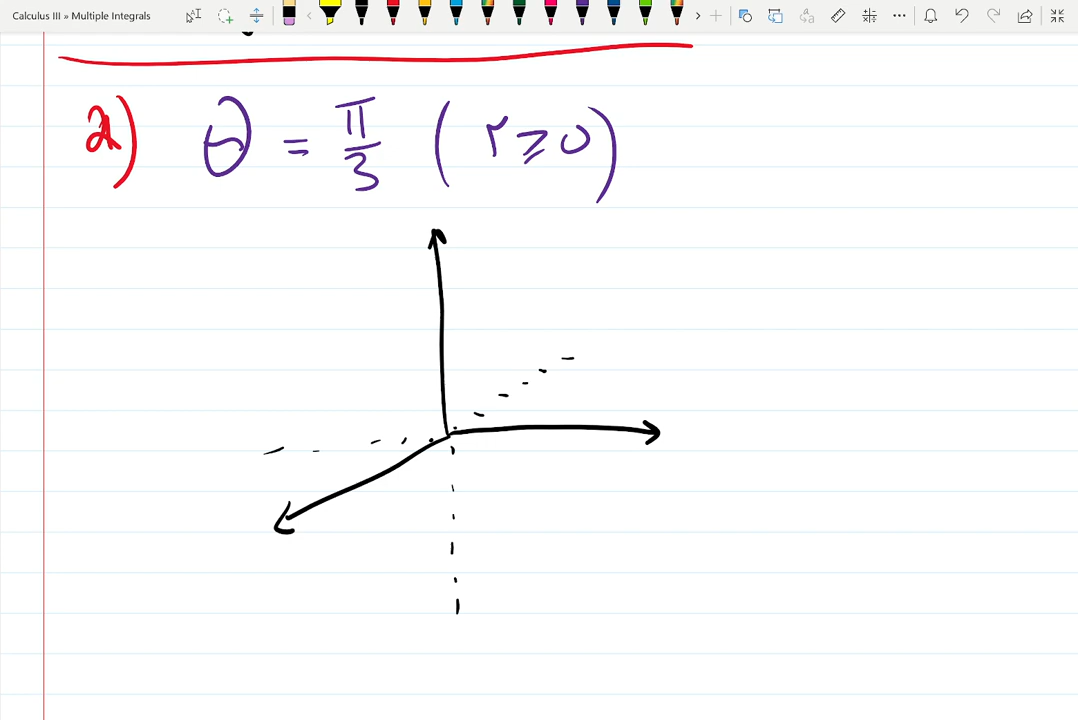 Calculus III » Multiple Integrals
2) θ = π/3 (r ≥ 0)